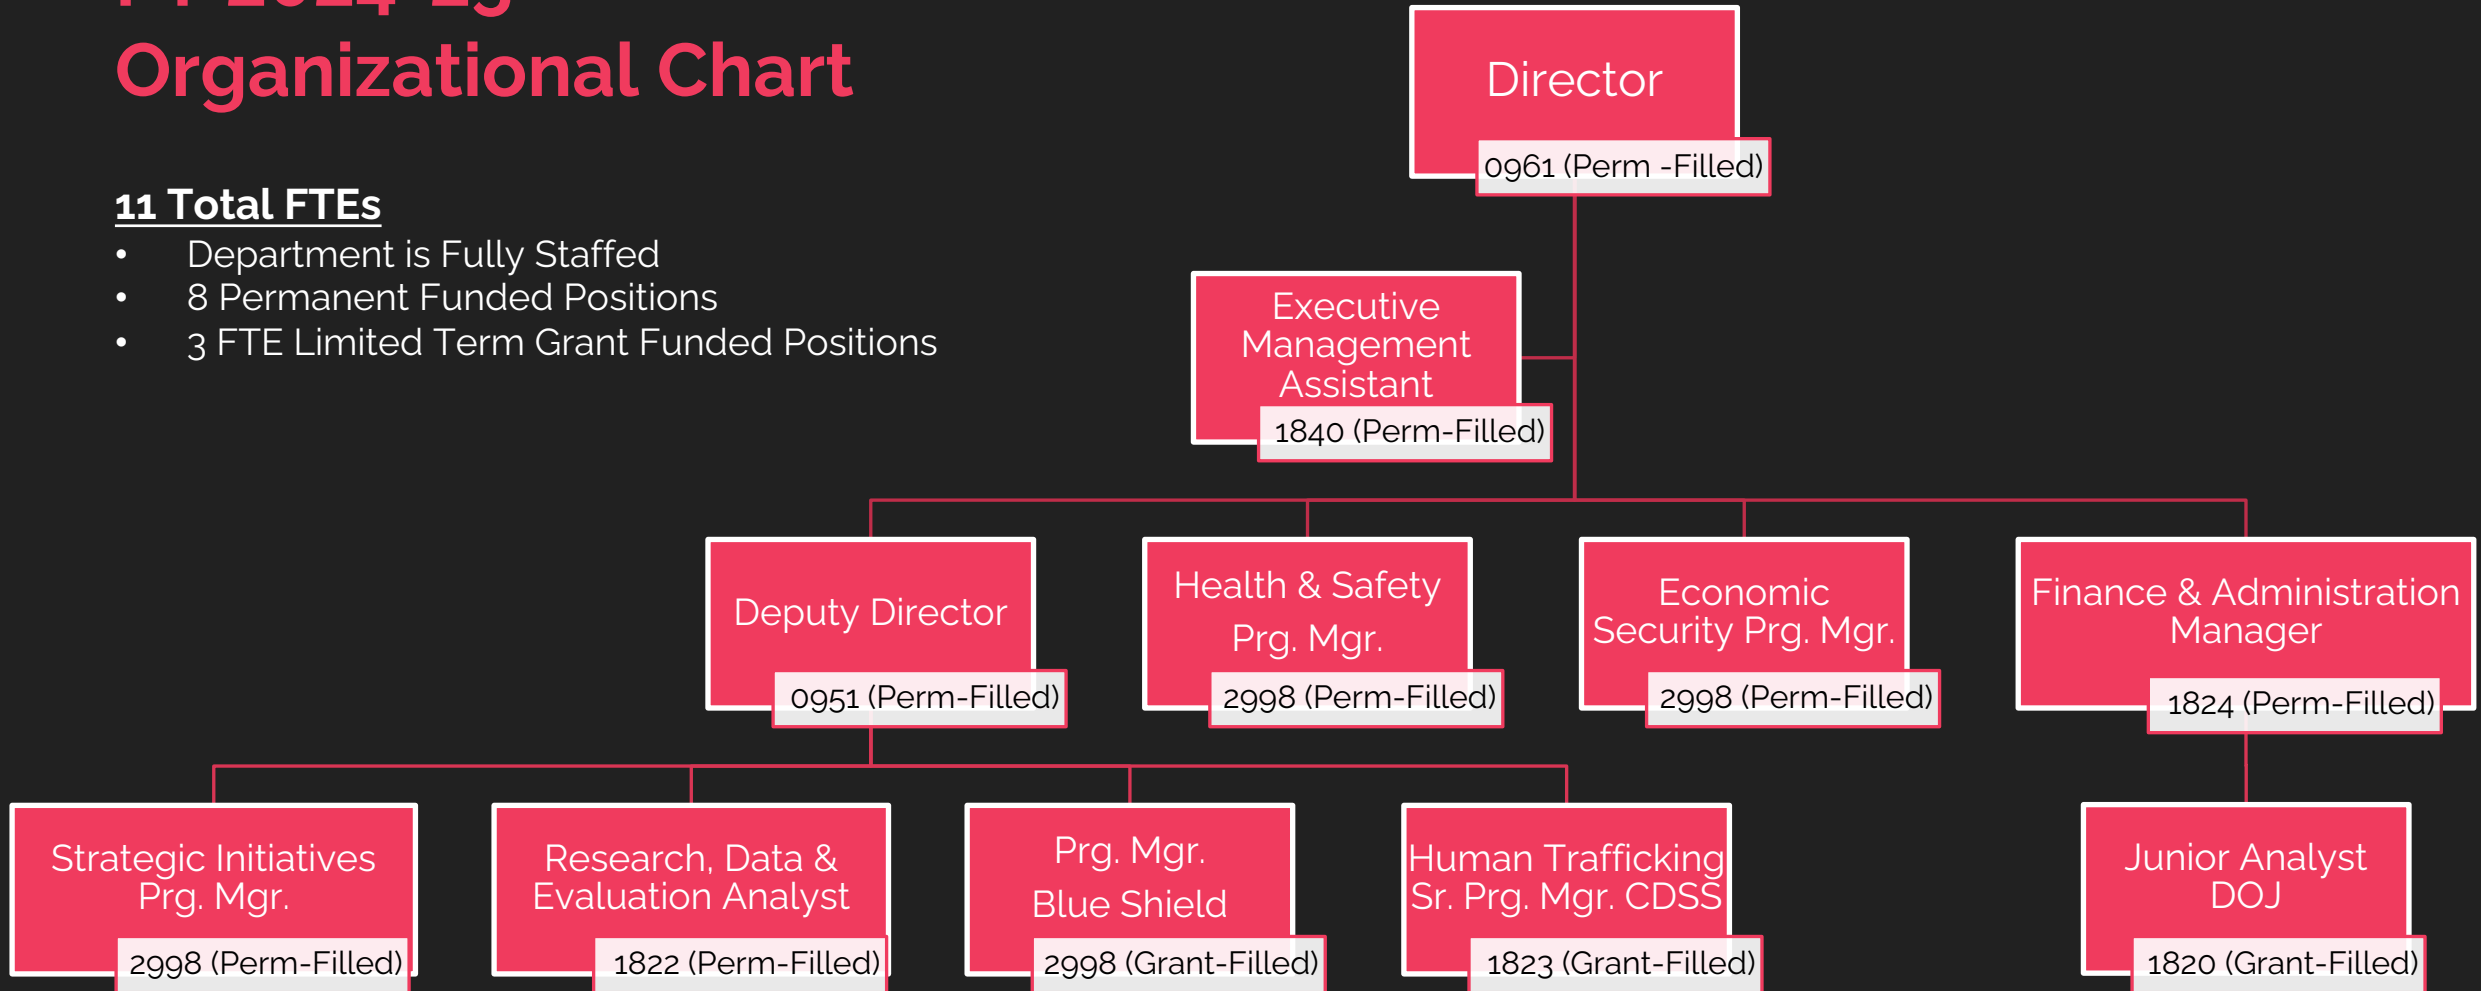 FY 2024-25
Organizational Chart
11 Total FTEs
• Department is Fully Staffed
• 8 Permanent Funded Positions
• 3 FTE Limited Term Grant Funded Positions
Director
0961 (Perm -Filled)
Executive
Management
Assistant
1840 (Perm-Filled)
Deputy Director
0951 (Perm-Filled)
Health & Safety
Prg. Mgr.
2998 (Perm-Filled)
Economic
Security Prg. Mgr.
2998 (Perm-Filled)
Finance & Administration
Manager
1824 (Perm-Filled)
Strategic Initiatives
Prg. Mgr.
2998 (Perm-Filled)
Research, Data &
Evaluation Analyst
1822 (Perm-Filled)
Prg. Mgr.
Blue Shield
2998 (Grant-Filled)
Human Trafficking
Sr. Prg. Mgr. CDSS
1823 (Grant-Filled)
Junior Analyst
DOJ
1820 (Grant-Filled)